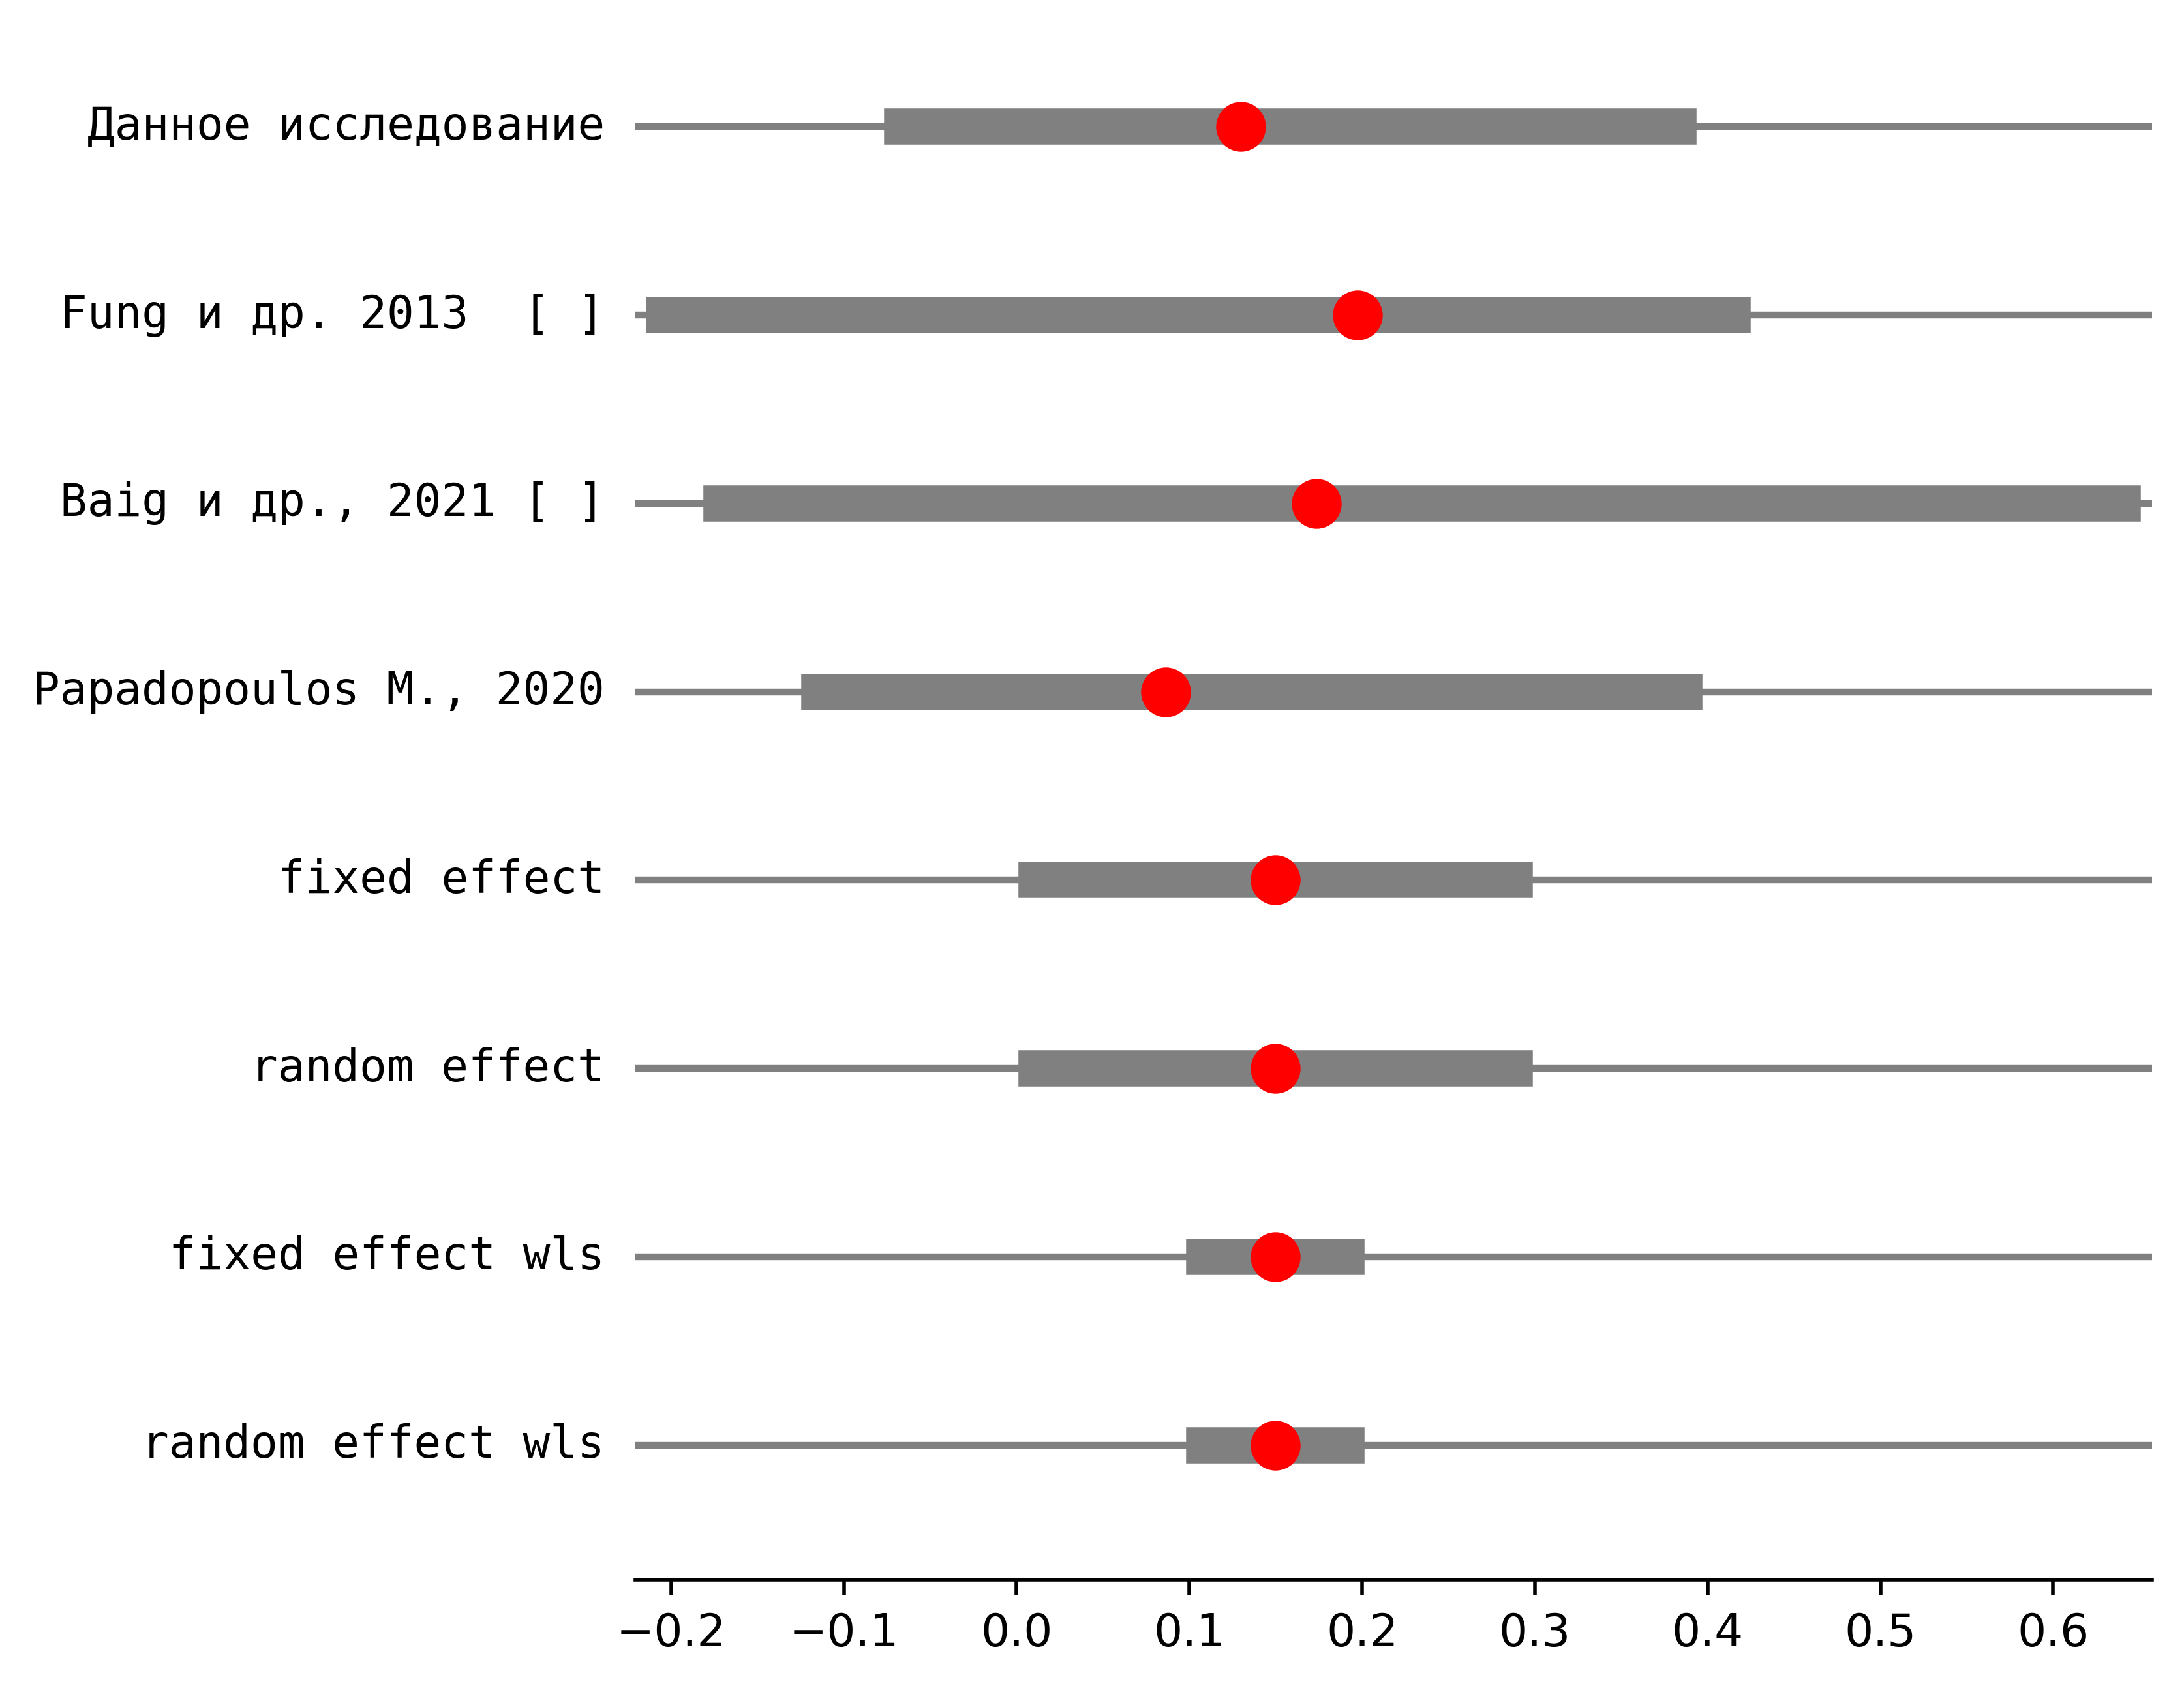 Данное исследование
Fung и др. 2013  [ ]
Baig и др., 2021 [ ]
Papadopoulos M., 2020
fixed effect
random effect
fixed effect wls
random effect wls
−0.2 −0.1 0.0 0.1 0.2 0.3 0.4 0.5 0.6